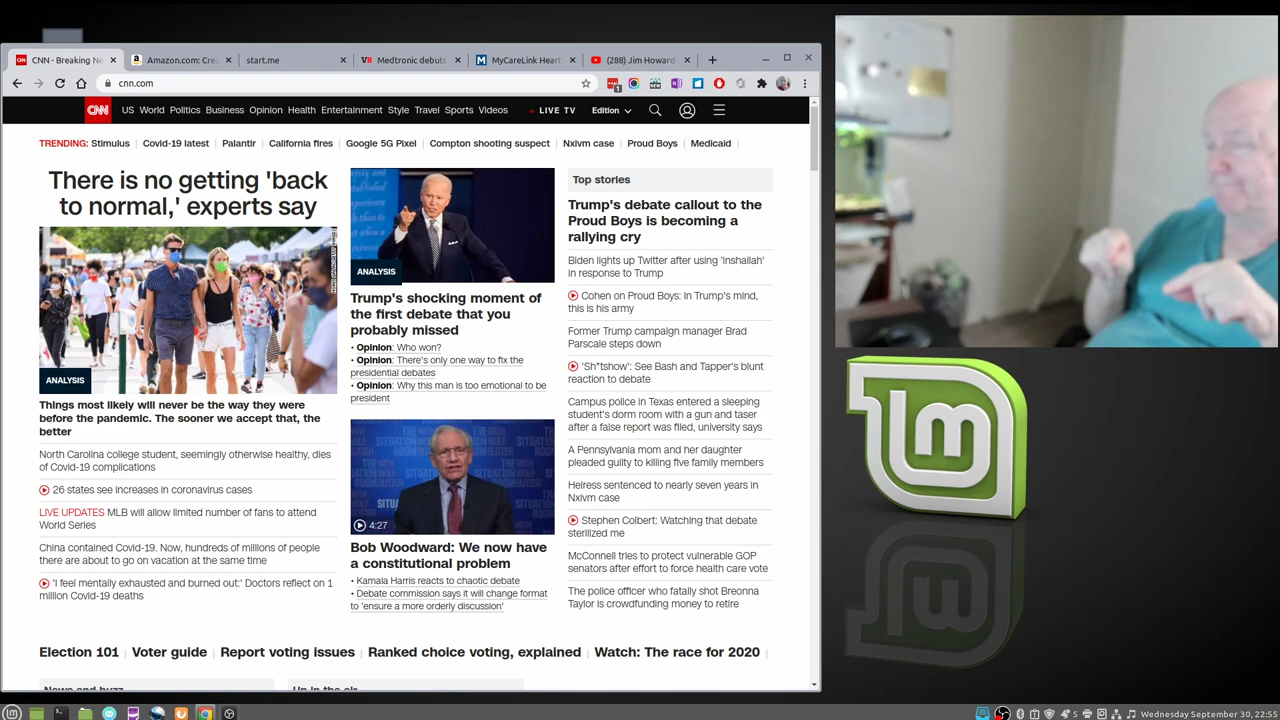 CNN - Breaking Ne
Amazon.com: Crea
start.me
VB
Medtronic debuts
MyCareLink Heart
(288) Jim Howard
cnn.com
NEW
1
CNN
US World Politics Business Opinion Health Entertainment Style Travel Sports Videos
LIVE TV
Edition
TRENDING: Stimulus Covid-19 latest Palantir California fires Google 5G Pixel Compton shooting suspect Nxivm case Proud Boys Medicaid
There is no getting 'back
to normal,' experts say
ANALYSIS
Things most likely will never be the way they were
before the pandemic. The sooner we accept that, the
better
North Carolina college student, seemingly otherwise healthy, dies
of Covid-19 complications
26 states see increases in coronavirus cases
LIVE UPDATES MLB will allow limited number of fans to attend
World Series
China contained Covid-19. Now, hundreds of millions of people
there are about to go on vacation at the same time
'I feel mentally exhausted and burned out:' Doctors reflect on 1
million Covid-19 deaths
ANALYSIS
Trump's shocking moment of
the first debate that you
probably missed
• Opinion: Who won?
• Opinion: There's only one way to fix the
presidential debates
• Opinion: Why this man is too emotional to be
president
4:27
Bob Woodward: We now have
a constitutional problem
• Kamala Harris reacts to chaotic debate
• Debate commission says it will change format
to 'ensure a more orderly discussion'
Top stories
Trump's debate callout to the
Proud Boys is becoming a
rallying cry
Biden lights up Twitter after using 'inshallah'
in response to Trump
Cohen on Proud Boys: In Trump's mind,
this is his army
Former Trump campaign manager Brad
Parscale steps down
'Sh*tshow': See Bash and Tapper's blunt
reaction to debate
Campus police in Texas entered a sleeping
student's dorm room with a gun and taser
after a false report was filed, university says
A Pennsylvania mom and her daughter
pleaded guilty to killing five family members
Heiress sentenced to nearly seven years in
Nxivm case
Stephen Colbert: Watching that debate
sterilized me
McConnell tries to protect vulnerable GOP
senators after effort to force health care vote
The police officer who fatally shot Breonna
Taylor is crowdfunding money to retire
Election 101 Voter guide Report voting issues Ranked choice voting, explained Watch: The race for 2020
News and buzz
Up in the air
5
Wednesday September 30, 22:55